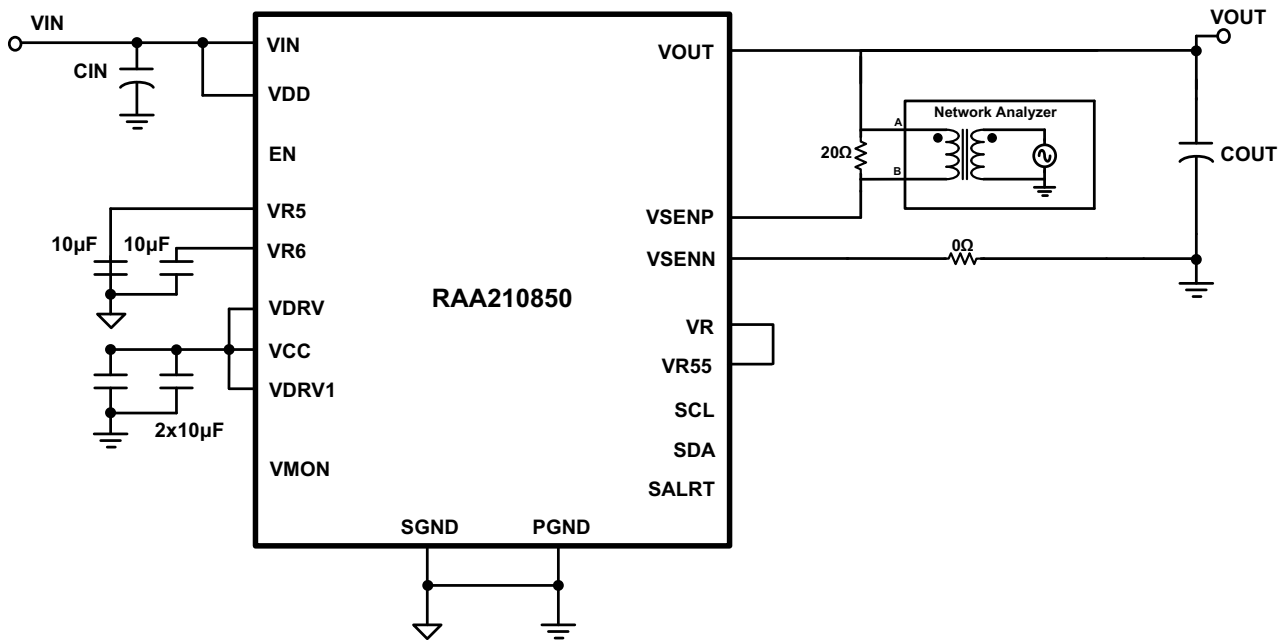 VIN
CIN
VIN
VDD
EN
VR5
VR6
VDRV
VCC
VDRV1
VMON
10µF
10µF
2x10µF
RAA210850
SGND
PGND
VOUT
VSENP
VSENN
VR
VR55
SCL
SDA
SALRT
20Ω
A
B
Network Analyzer
0Ω
VOUT
COUT